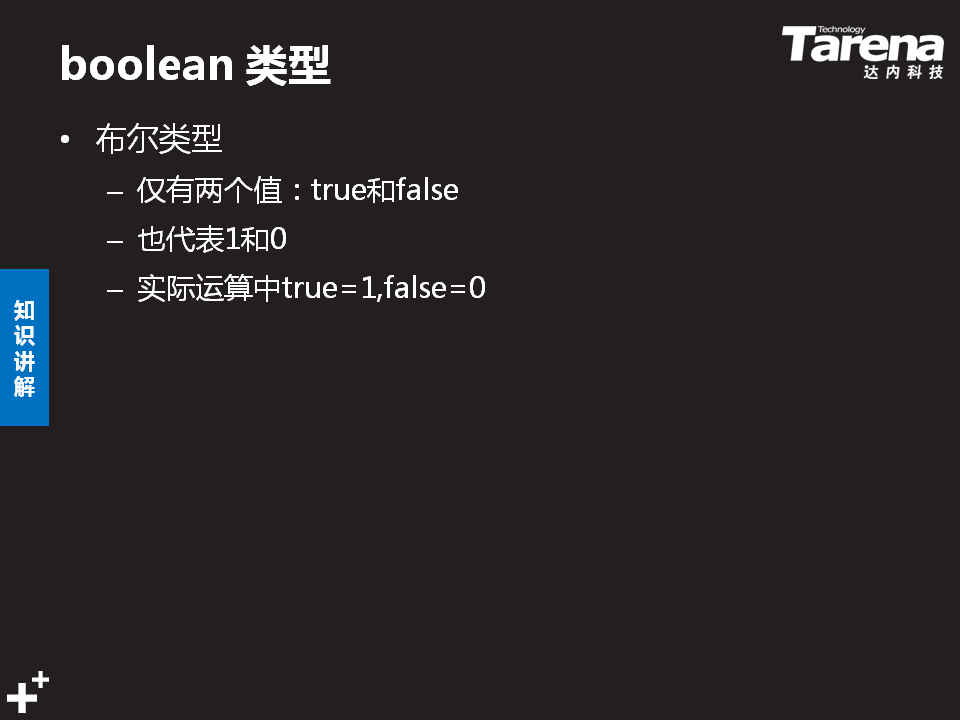 boolean 类型
Technology
Tarena
达内科技
• 布尔类型
– 仅有两个值：true和false
– 也代表1和0
– 实际运算中true=1,false=0
知识讲解